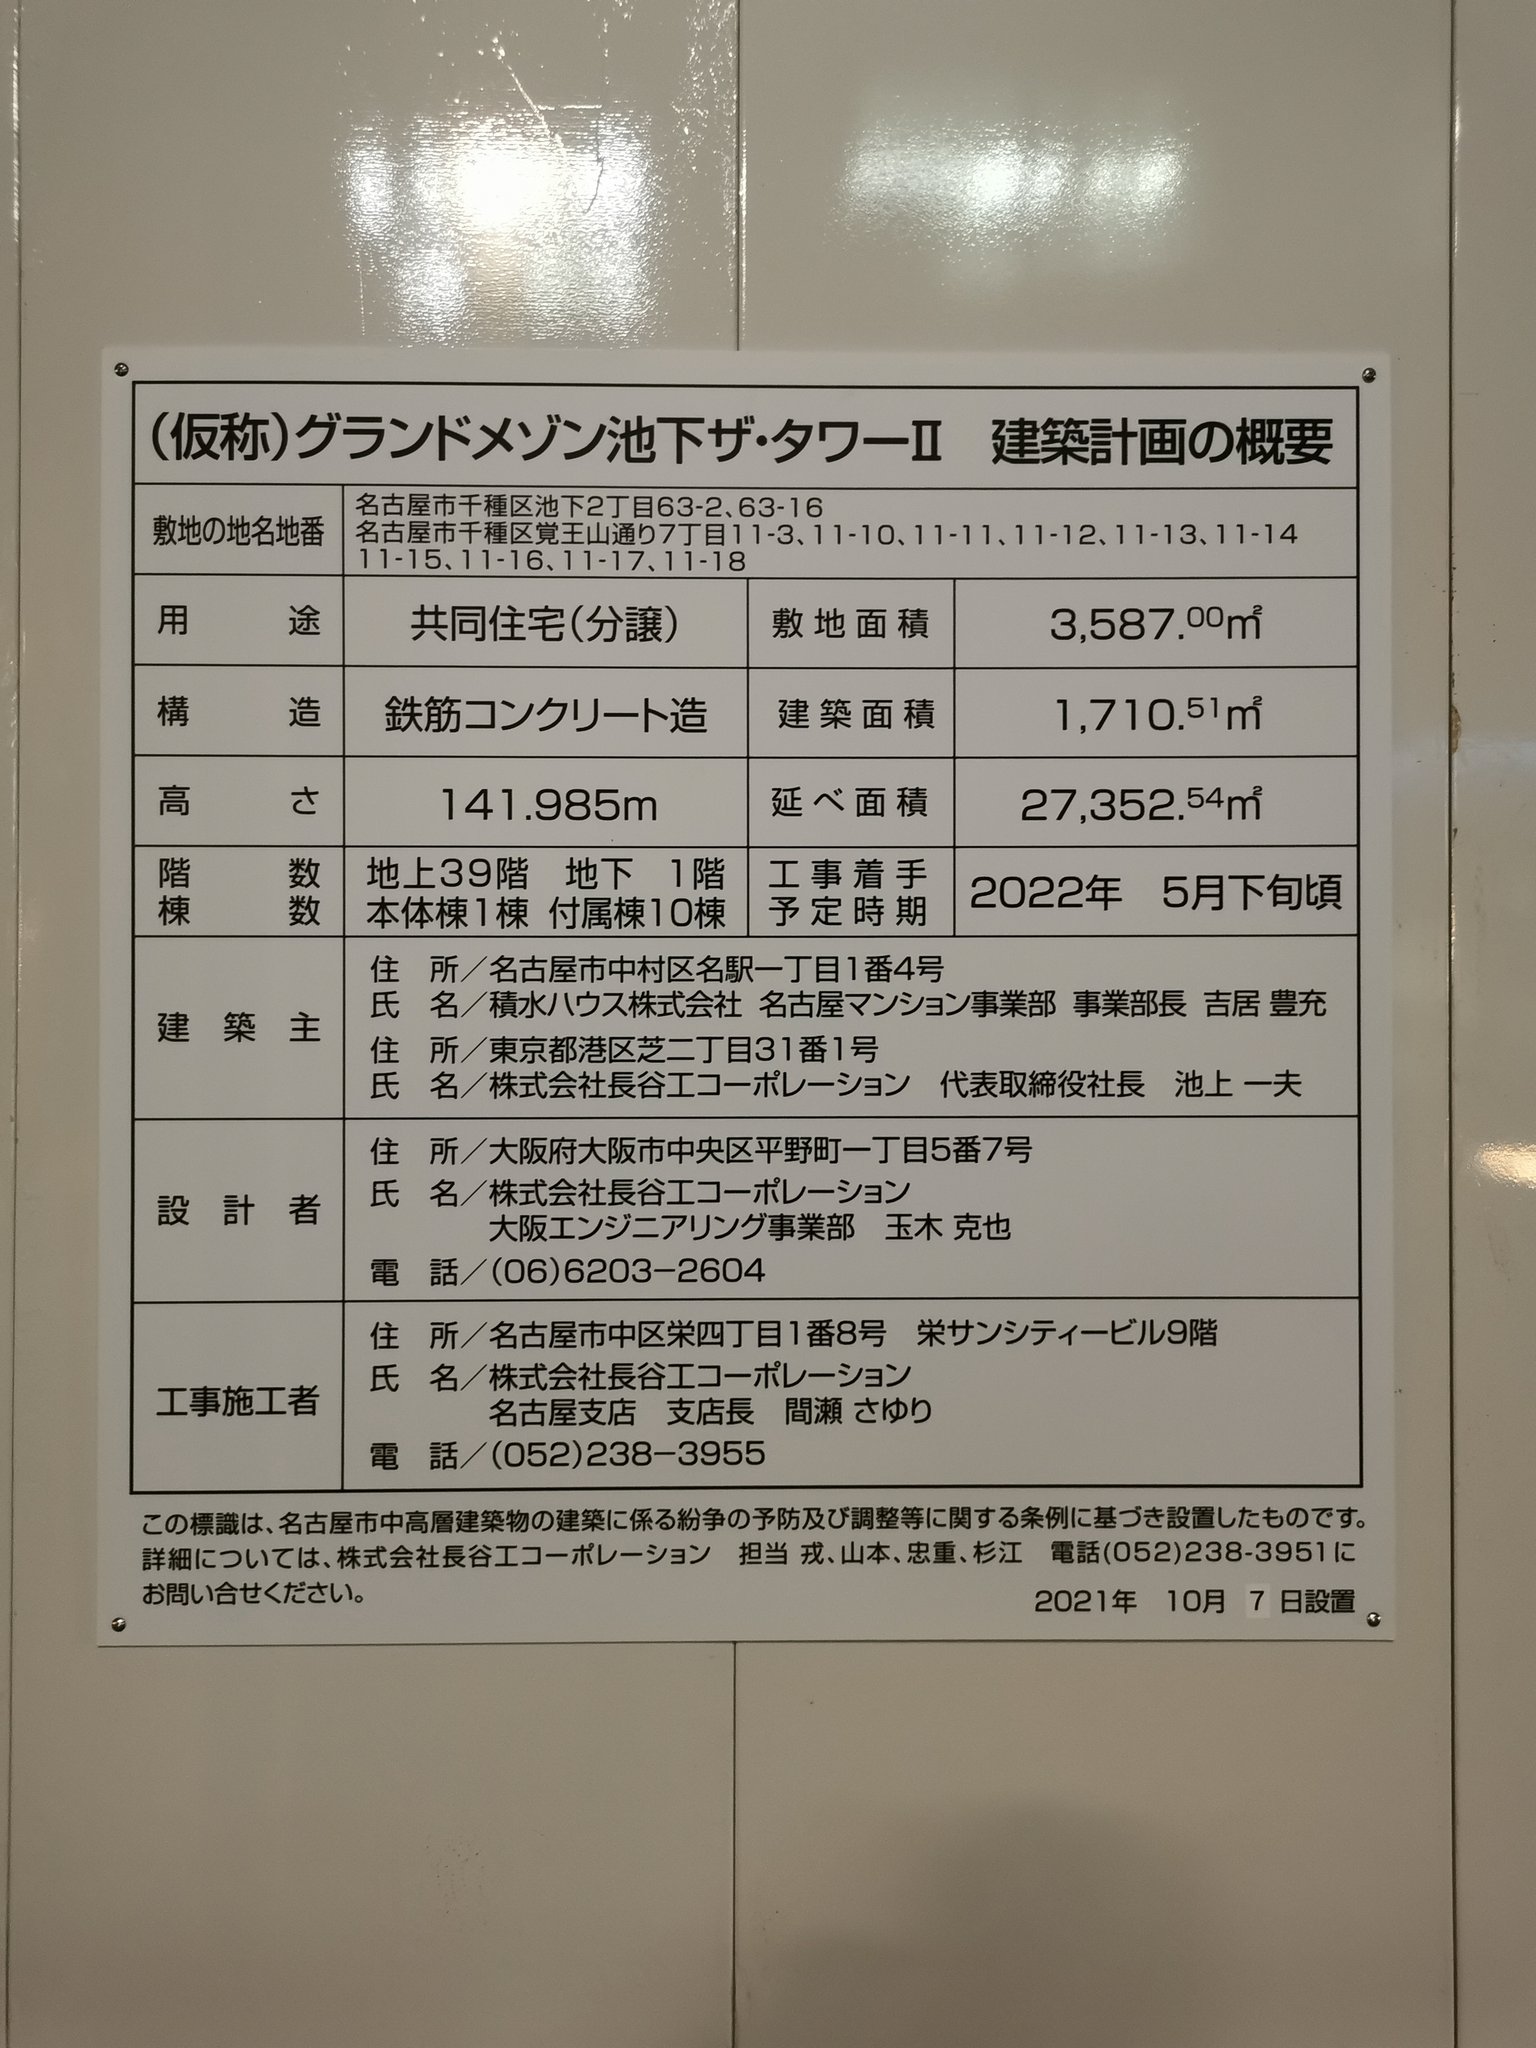 (仮称)グランドメゾン池下ザ・タワーⅡ　建築計画の概要
敷地の地名地番
名古屋市千種区池下2丁目63-2、63-16
名古屋市千種区覚王山通り7丁目11-3、11-10、11-11、11-12、11-13、11-14
11-15、11-16、11-17、11-18
用途　共同住宅(分譲)　敷地面積　3,587.00㎡
構造　鉄筋コンクリート造　建築面積　1,710.51㎡
高さ　141.985m　延べ面積　27,352.54㎡
階数　地上39階　地下　1階　工事着手
棟数　本体棟1棟　付属棟10棟　予定時期　2022年　5月下旬頃
建築主
住　所／名古屋市中村区名駅一丁目1番4号
氏　名／積水ハウス株式会社 名古屋マンション事業部 事業部長 吉居 豊充
住　所／東京都港区芝二丁目31番1号
氏　名／株式会社長谷工コーポレーション　代表取締役社長　池上 一夫
設計者
住　所／大阪府大阪市中央区平野町一丁目5番7号
氏　名／株式会社長谷工コーポレーション
大阪エンジニアリング事業部　玉木 克也
電　話／(06)6203－2604
工事施工者
住　所／名古屋市中区栄四丁目1番8号　栄サンシティービル9階
氏　名／株式会社長谷工コーポレーション
名古屋支店　支店長　間瀬 さゆり
電　話／(052)238－3955
この標識は、名古屋市中高層建築物の建築に係る紛争の予防及び調整等に関する条例に基づき設置したものです。
詳細については、株式会社長谷工コーポレーション　担当 戎、山本、忠重、杉江　電話(052)238-3951に
お問い合せください。
2021年　10月　7　日設置